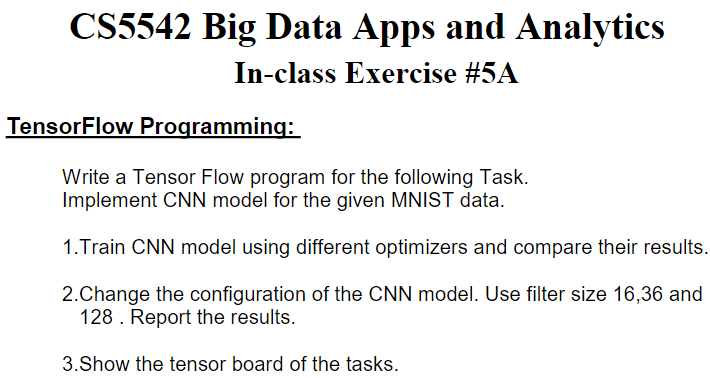 CS5542 Big Data Apps and Analytics
In-class Exercise #5A
TensorFlow Programming:
Write a Tensor Flow program for the following Task.
Implement CNN model for the given MNIST data.
1.Train CNN model using different optimizers and compare their results.
2.Change the configuration of the CNN model. Use filter size 16,36 and
128 . Report the results.
3.Show the tensor board of the tasks.